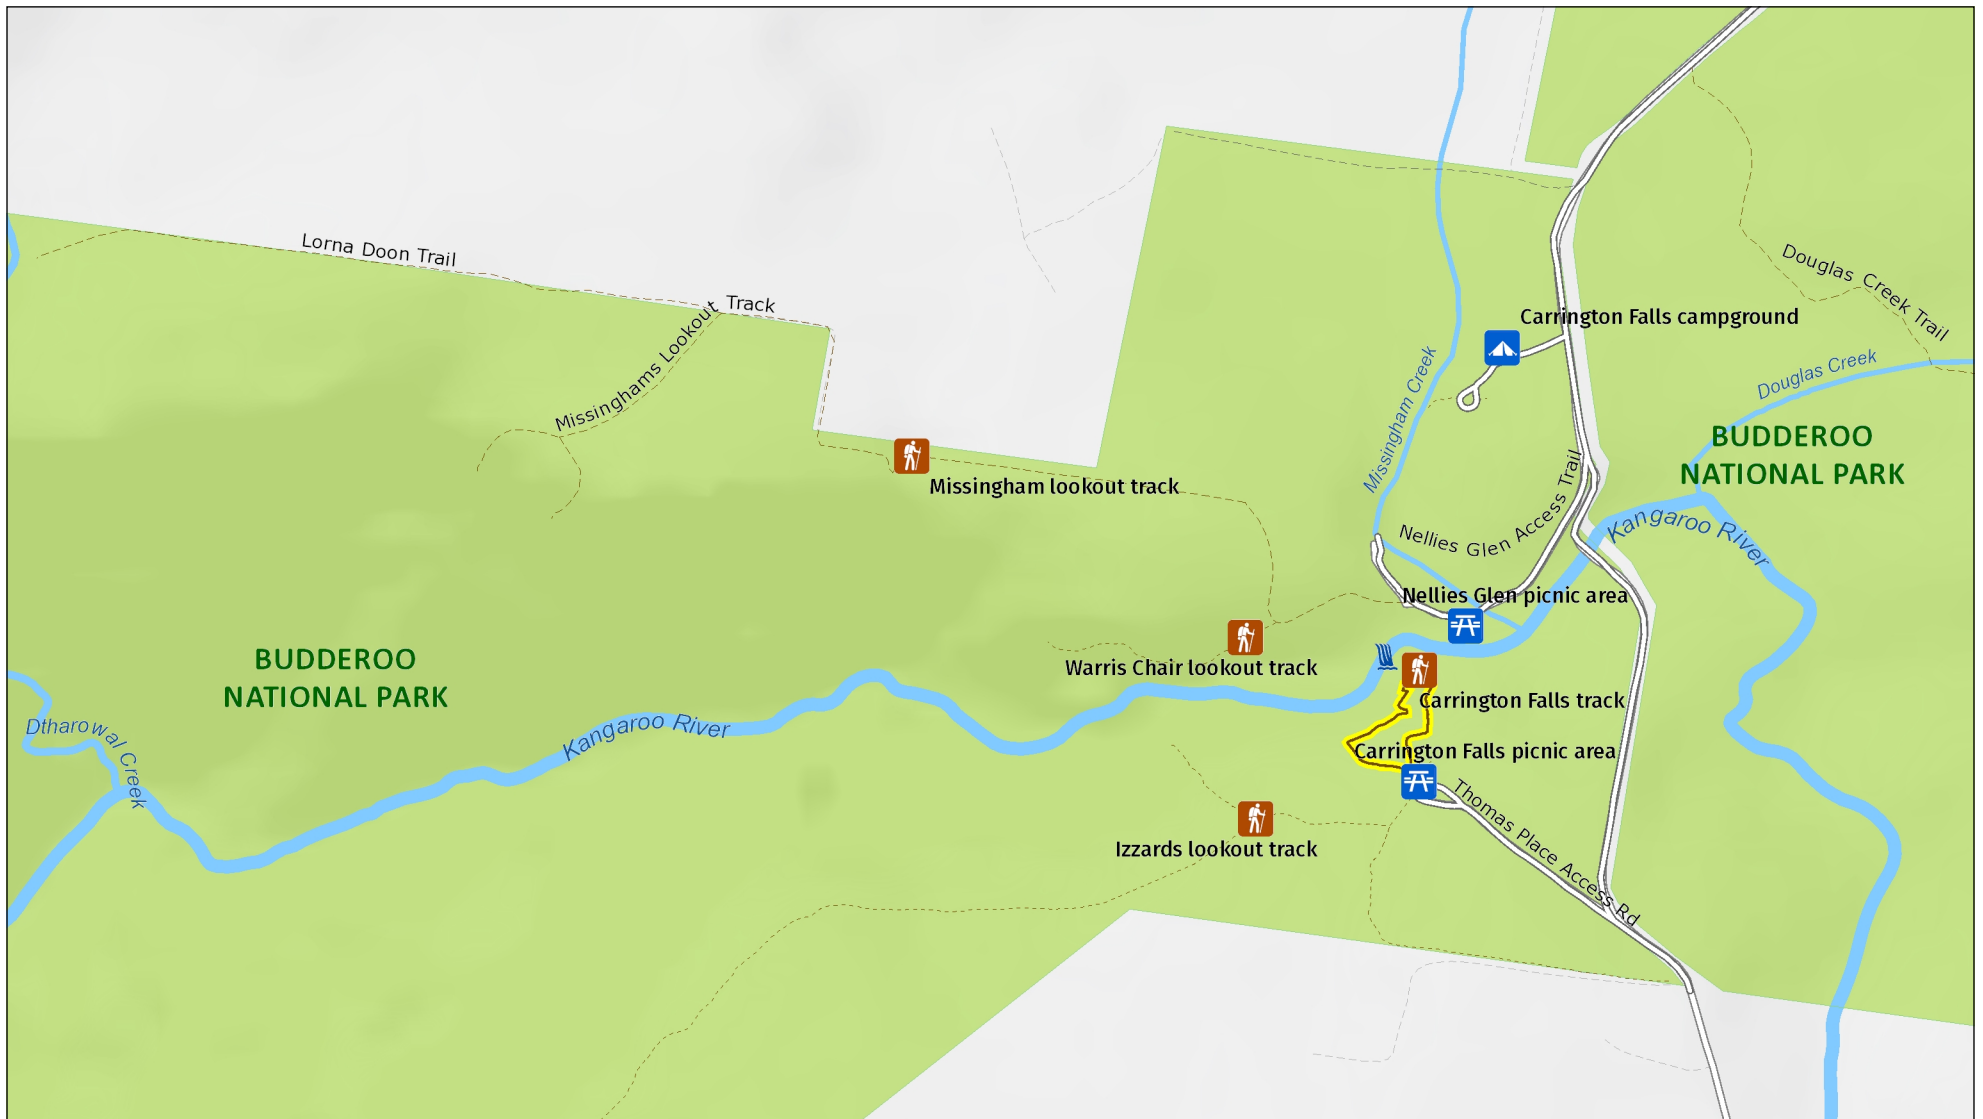 Lorna Doon Trail
Missinghams Lookout Track
Carrington Falls campground
Douglas Creek Trail
Douglas Creek
Missingham Creek
BUDDEROO
NATIONAL PARK
Missingham lookout track
Nellies Glen Access Trail
Kangaroo River
Nellies Glen picnic area
Warris Chair lookout track
BUDDEROO
NATIONAL PARK
Carrington Falls track
Dtharowal Creek
Kangaroo River
Carrington Falls picnic area
Thomas Place Access Rd
Izzards lookout track